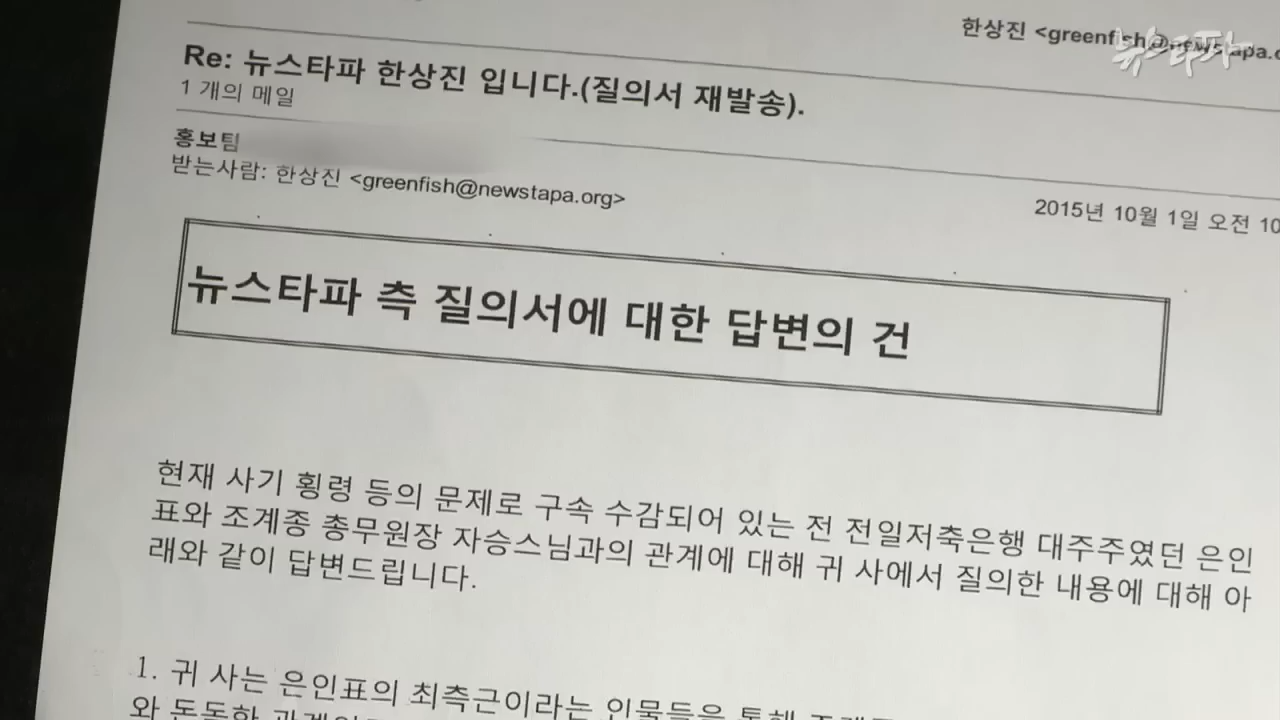 한상진 <greenfish@newstapa.c
뉴스타파
Re: 뉴스타파 한상진 입니다.(질의서 재발송).
1 개의 메일
홍보팀
받는사람: 한상진 <greenfish@newstapa.org>
2015년 10월 1일 오전 10
뉴스타파 측 질의서에 대한 답변의 건
현재 사기 횡령 등의 문제로 구속 수감되어 있는 전 전일저축은행 대주주였던 은인
표와 조계종 총무원장 자승스님과의 관계에 대해 귀 사에서 질의한 내용에 대해 아
래와 같이 답변드립니다.
1. 귀 사는 은인표의 최측근이라는 인물들을 통해
와 돈독한